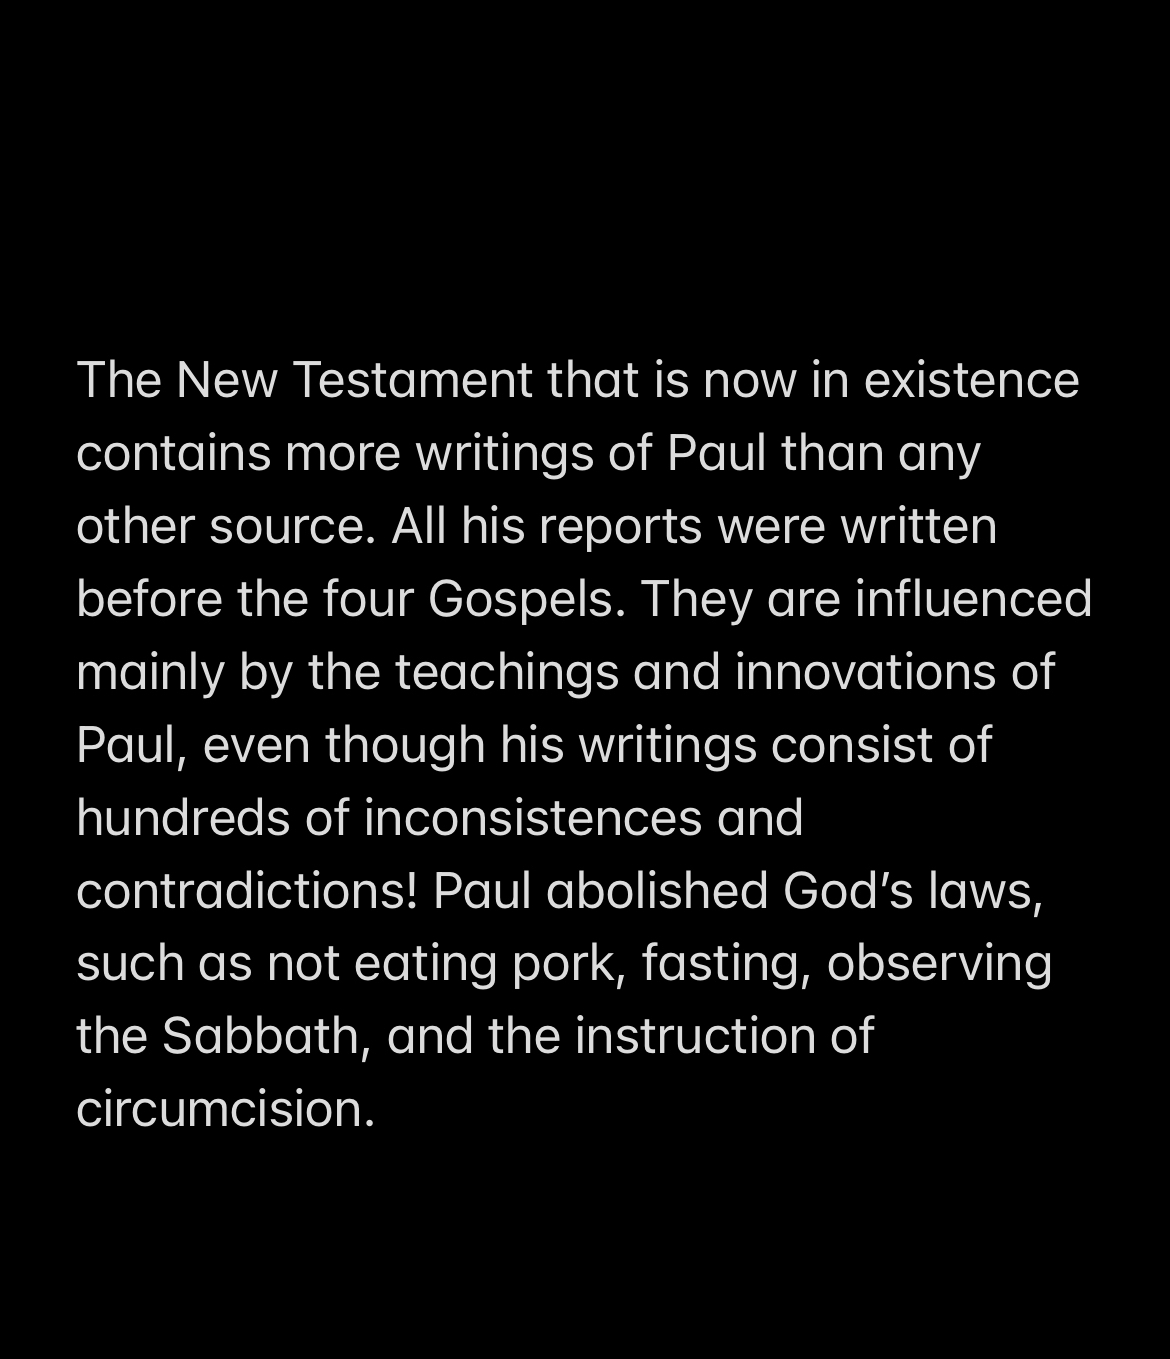 The New Testament that is now in existence
contains more writings of Paul than any
other source. All his reports were written
before the four Gospels. They are influenced
mainly by the teachings and innovations of
Paul, even though his writings consist of
hundreds of inconsistences and
contradictions! Paul abolished God’s laws,
such as not eating pork, fasting, observing
the Sabbath, and the instruction of
circumcision.